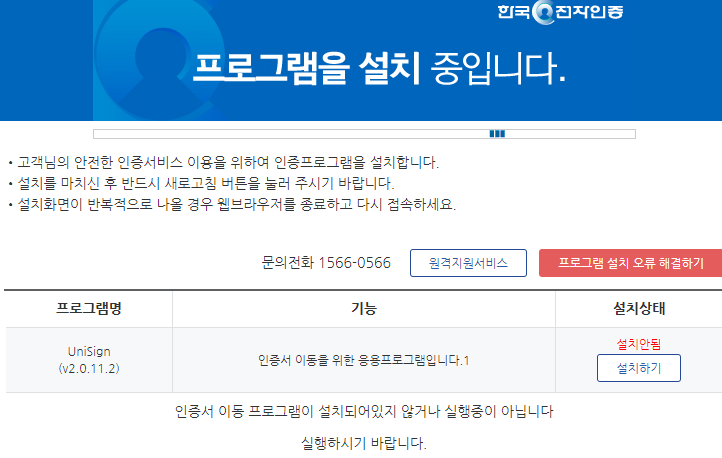 한국전자인증
프로그램을 설치 중입니다.
• 고객님의 안전한 인증서비스 이용을 위하여 인증프로그램을 설치합니다.
• 설치를 마치신 후 반드시 새로고침 버튼을 눌러 주시기 바랍니다.
• 설치화면이 반복적으로 나올 경우 웹브라우저를 종료하고 다시 접속하세요.
문의전화 1566-0566 원격지원서비스 프로그램 설치 오류 해결하기
프로그램명 기능 설치상태
UniSign
(v2.0.11.2)
인증서 이동을 위한 응용프로그램입니다.1
설치안됨
설치하기
인증서 이동 프로그램이 설치되어있지 않거나 실행중이 아닙니다
실행하시기 바랍니다.